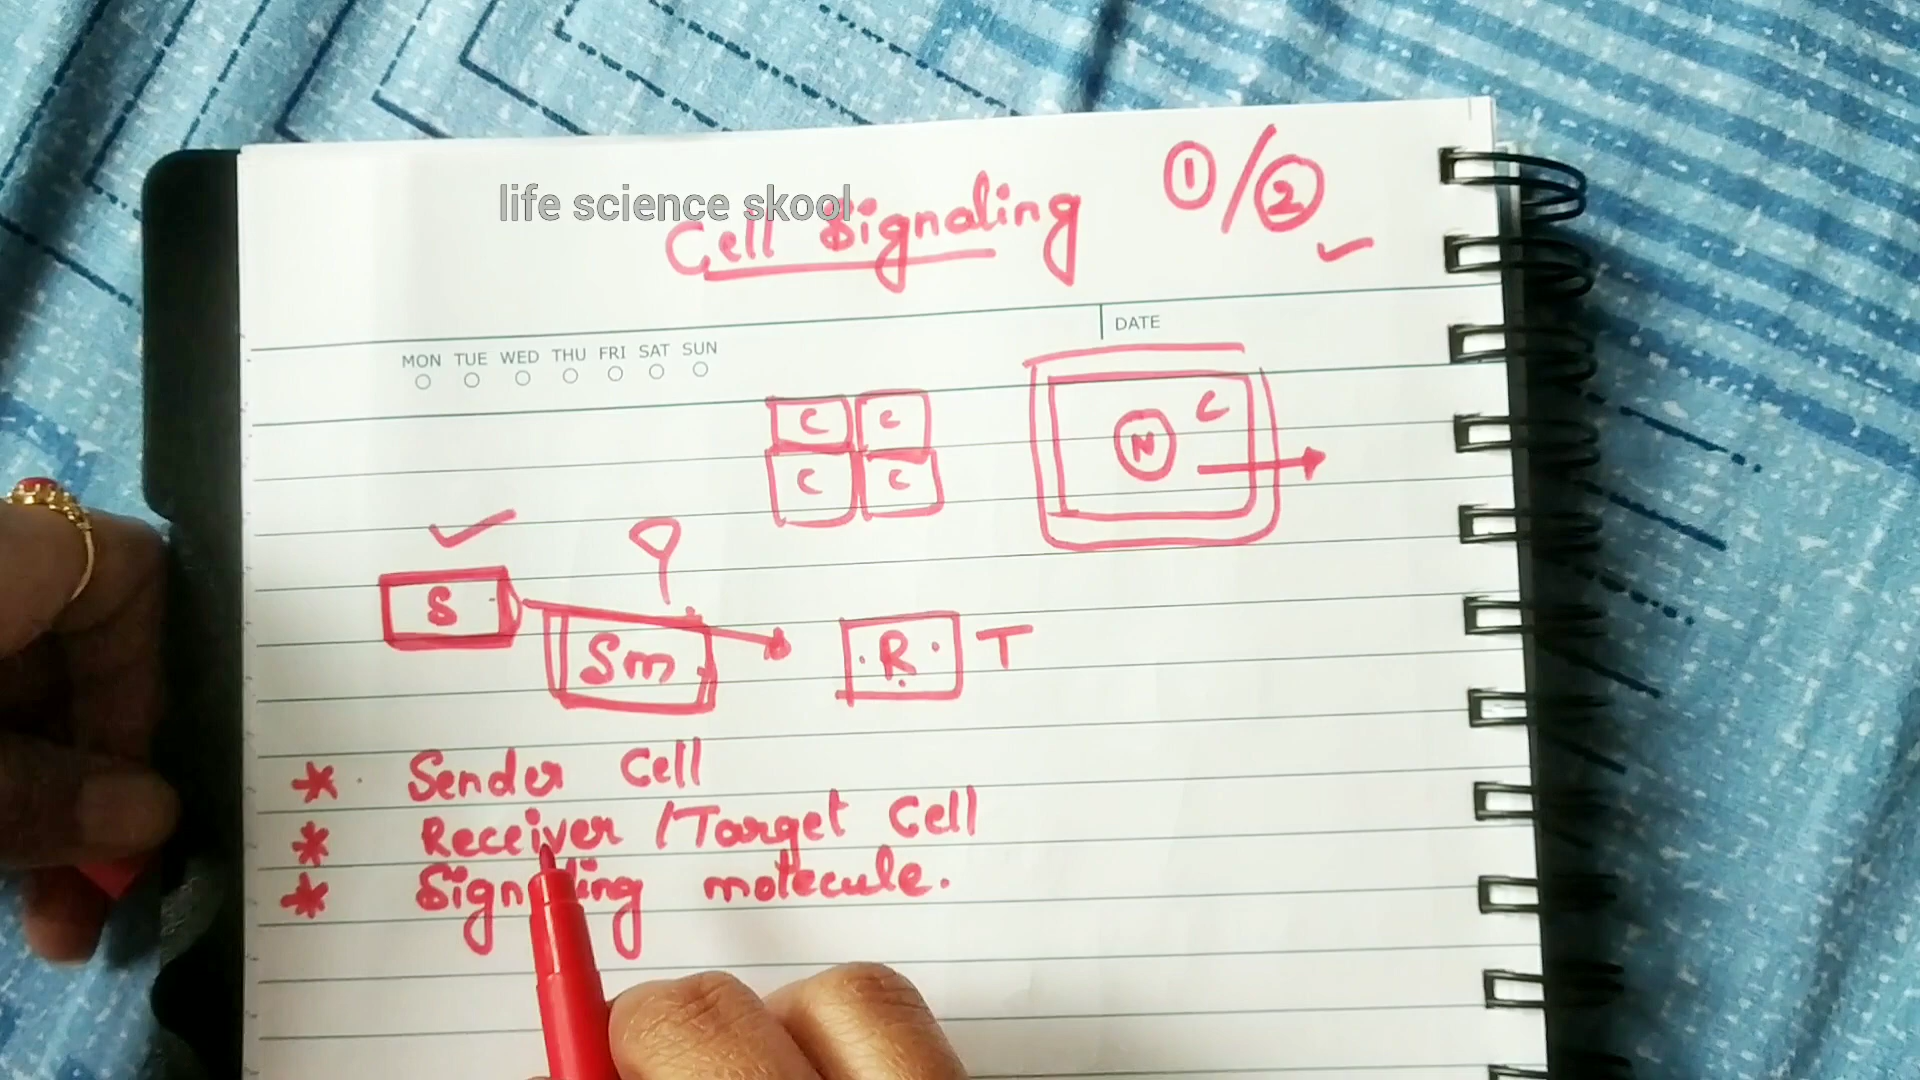 life science skool
Cell Signaling 1/2
DATE
MON TUE WED THU FRI SAT SUN
C C
C C
N C
S
Sm
R T
* Sender Cell
* Receiver / Target Cell
* Signaling molecule.